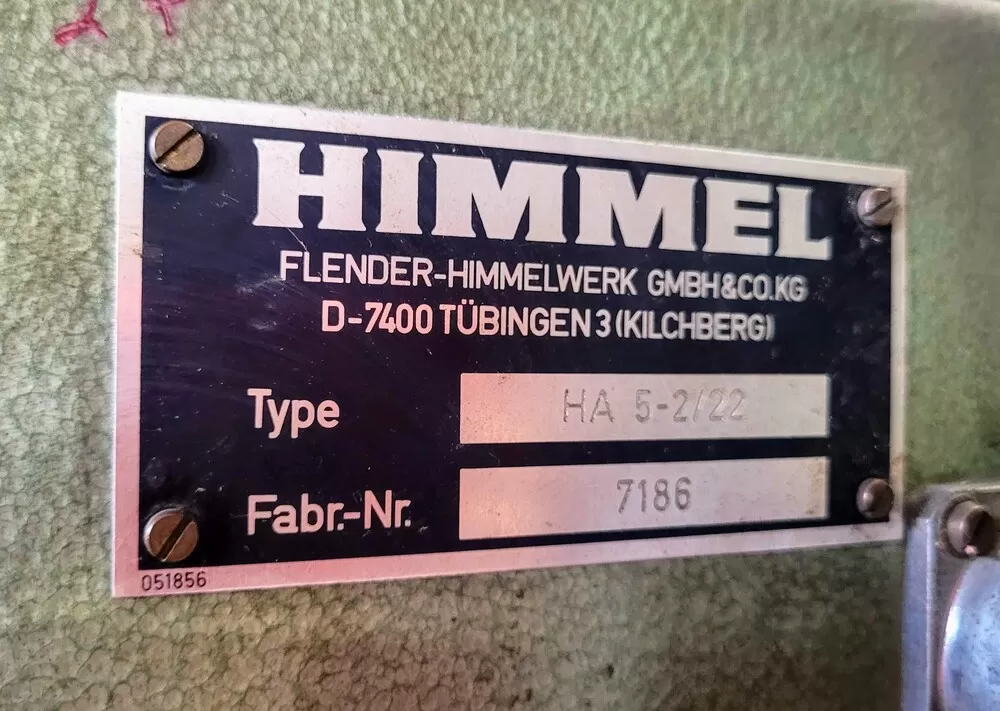 HIMMEL
FLENDER-HIMMELWERK GMBH&CO.KG
D-7400 TÜBINGEN 3 (KILCHBERG)
Type HA 5-2/22
Fabr.-Nr. 7186
051856